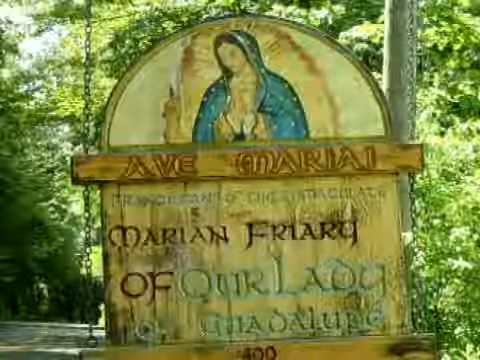 AVE MARIA!
FRANCISCANS OF THE IMMACULATE
MARIAN FRIARY
OF OUR LADY
OF GUADALUPE
400